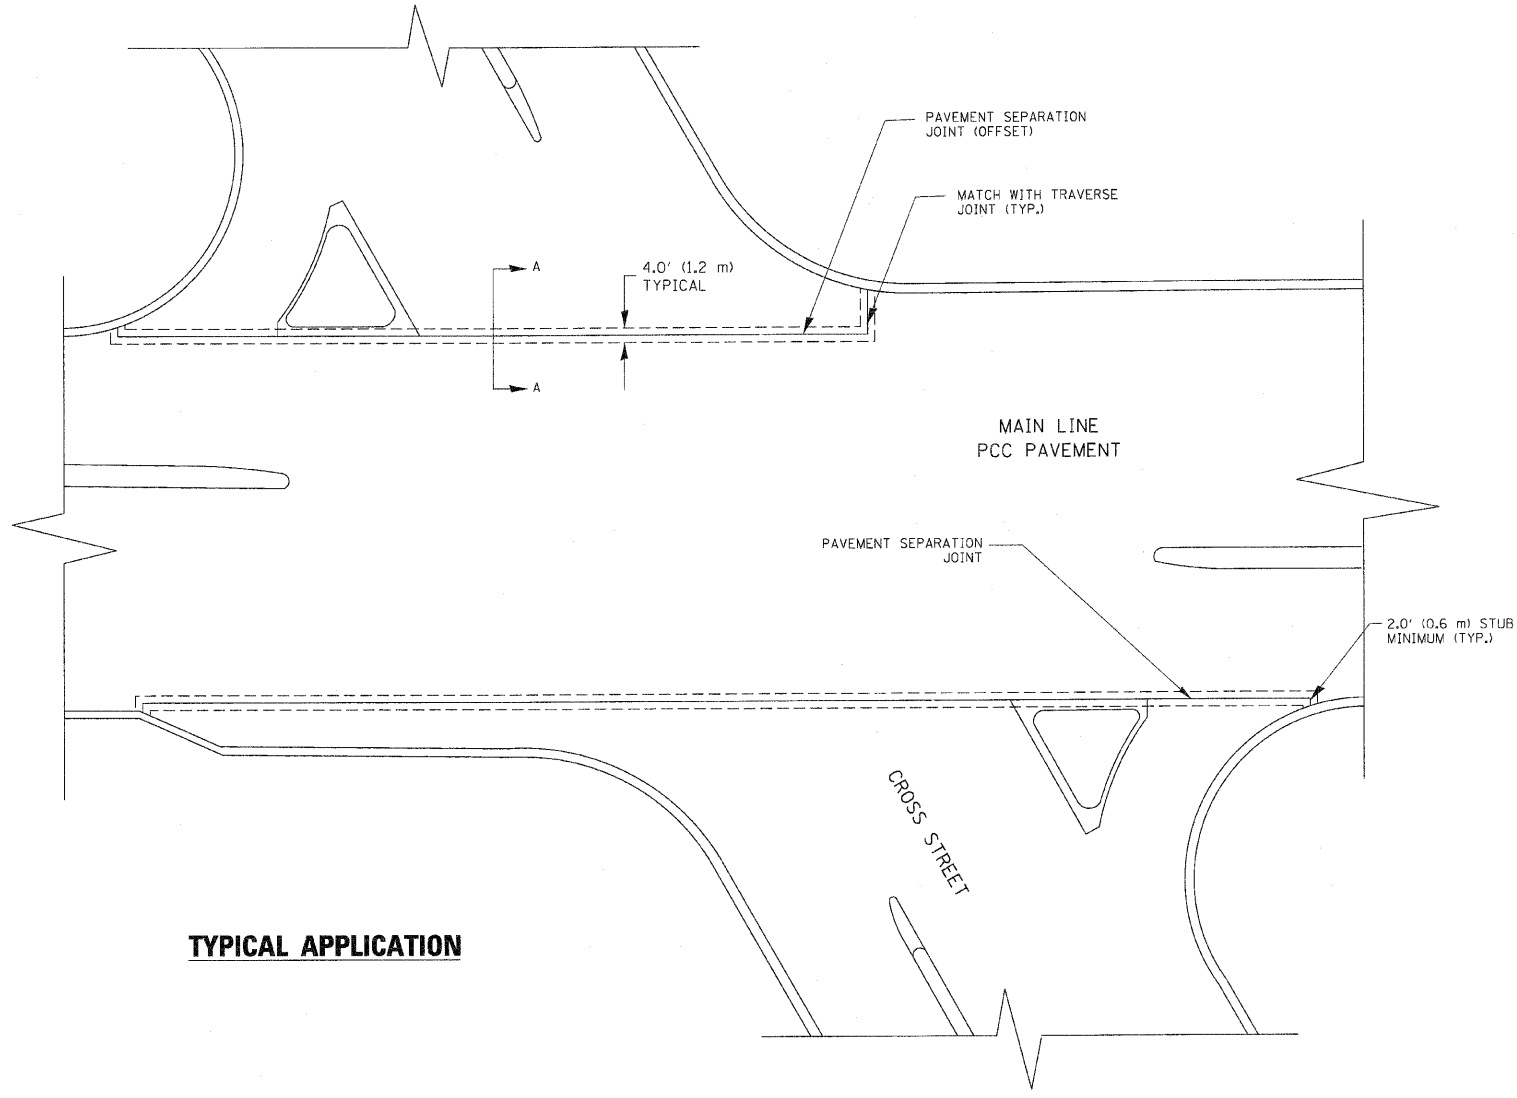 PAVEMENT SEPARATION
JOINT (OFFSET)
MATCH WITH TRAVERSE
JOINT (TYP.)
A
4.0' (1.2 m)
TYPICAL
A
MAIN LINE
PCC PAVEMENT
PAVEMENT SEPARATION
JOINT
2.0' (0.6 m) STUB
MINIMUM (TYP.)
CROSS STREET
TYPICAL APPLICATION